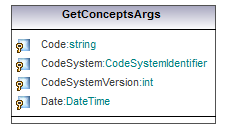 GetConceptsArgs
Code:string
CodeSystem:CodeSystemIdentifier
CodeSystemVersion:int
Date:DateTime